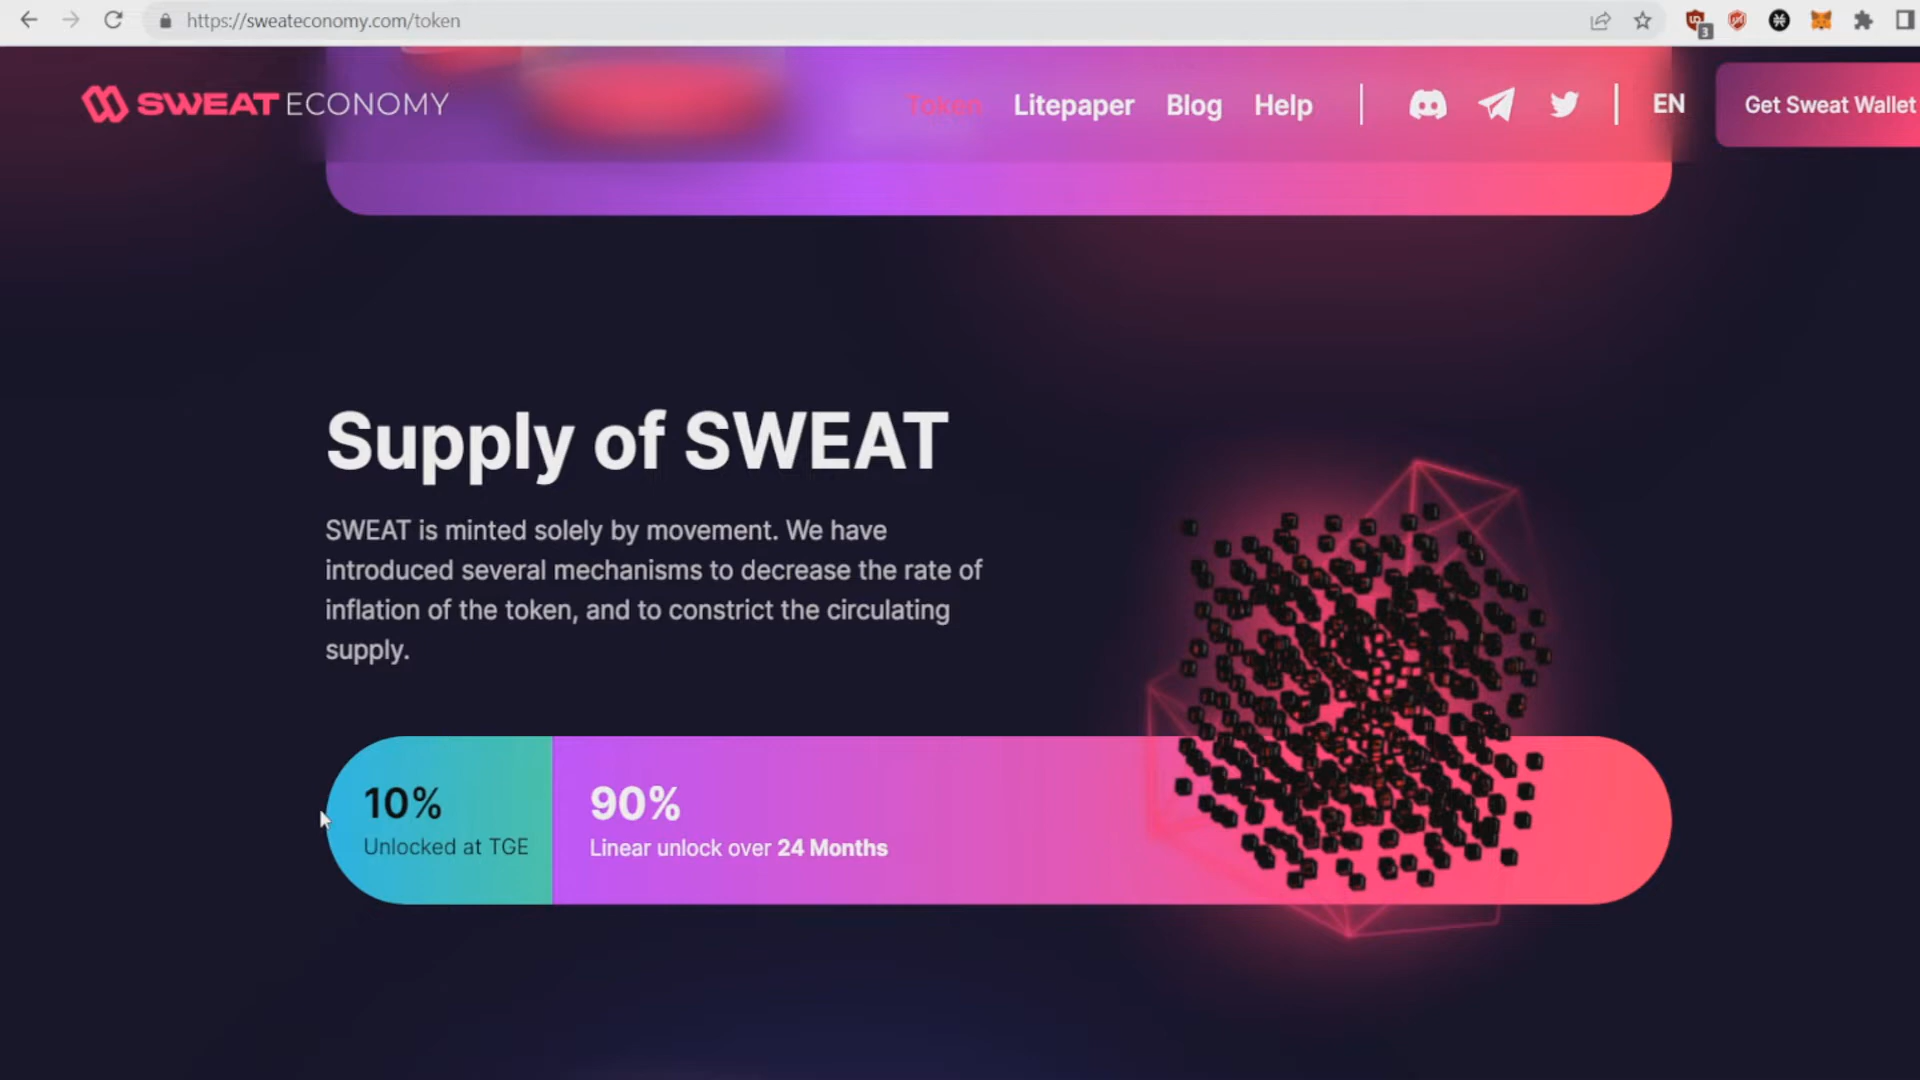 https://sweateconomy.com/token
3
SWEAT ECONOMY
Token Litepaper Blog Help EN Get Sweat Wallet
Supply of SWEAT
SWEAT is minted solely by movement. We have
introduced several mechanisms to decrease the rate of
inflation of the token, and to constrict the circulating
supply.
10%
Unlocked at TGE
90%
Linear unlock over 24 Months